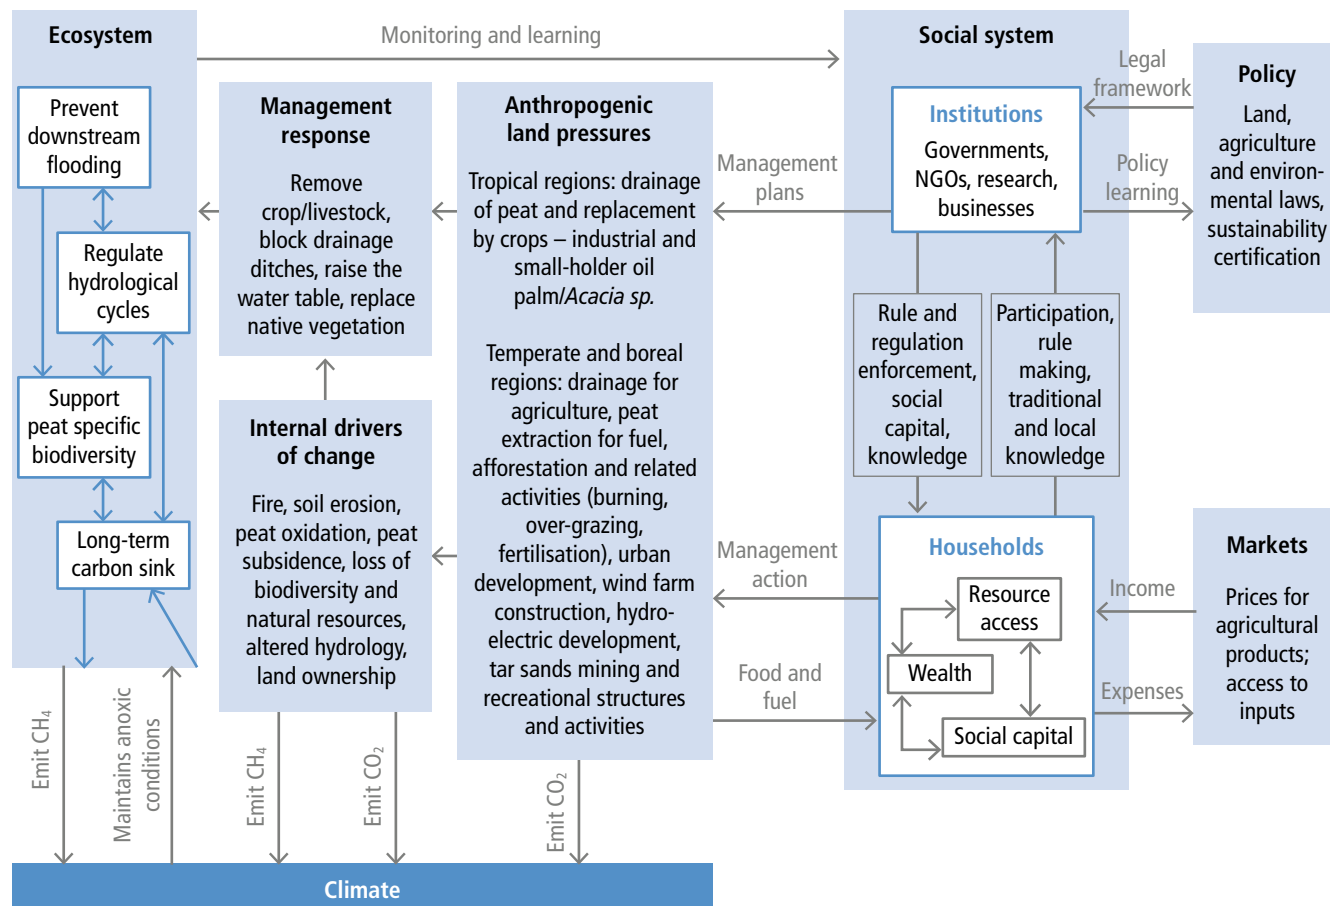 Ecosystem
Prevent
downstream
flooding
Regulate
hydrological
cycles
Support
peat specific
biodiversity
Long-term
carbon sink
Monitoring and learning
Management
response
Remove
crop/livestock,
block drainage
ditches, raise the
water table, replace
native vegetation
Internal drivers
of change
Fire, soil erosion,
peat oxidation, peat
subsidence, loss of
biodiversity and
natural resources,
altered hydrology,
land ownership
Anthropogenic
land pressures
Tropical regions: drainage
of peat and replacement
by crops – industrial and
small-holder oil
palm/Acacia sp.
Temperate and boreal
regions: drainage for
agriculture, peat
extraction for fuel,
afforestation and related
activities (burning,
over-grazing,
fertilisation), urban
development, wind farm
construction, hydro-
electric development,
tar sands mining and
recreational structures
and activities
Management
plans
Management
action
Food and
fuel
Social system
Institutions
Governments,
NGOs, research,
businesses
Rule and
regulation
enforcement,
social
capital,
knowledge
Participation,
rule
making,
traditional
and local
knowledge
Households
Resource
access
Wealth
Social capital
Legal
framework
Policy
learning
Income
Expenses
Policy
Land,
agriculture
and environ-
mental laws,
sustainability
certification
Markets
Prices for
agricultural
products;
access to
inputs
Emit CH₄
Maintains anoxic
conditions
Emit CH₄
Emit CO₂
Emit CO₂
Climate